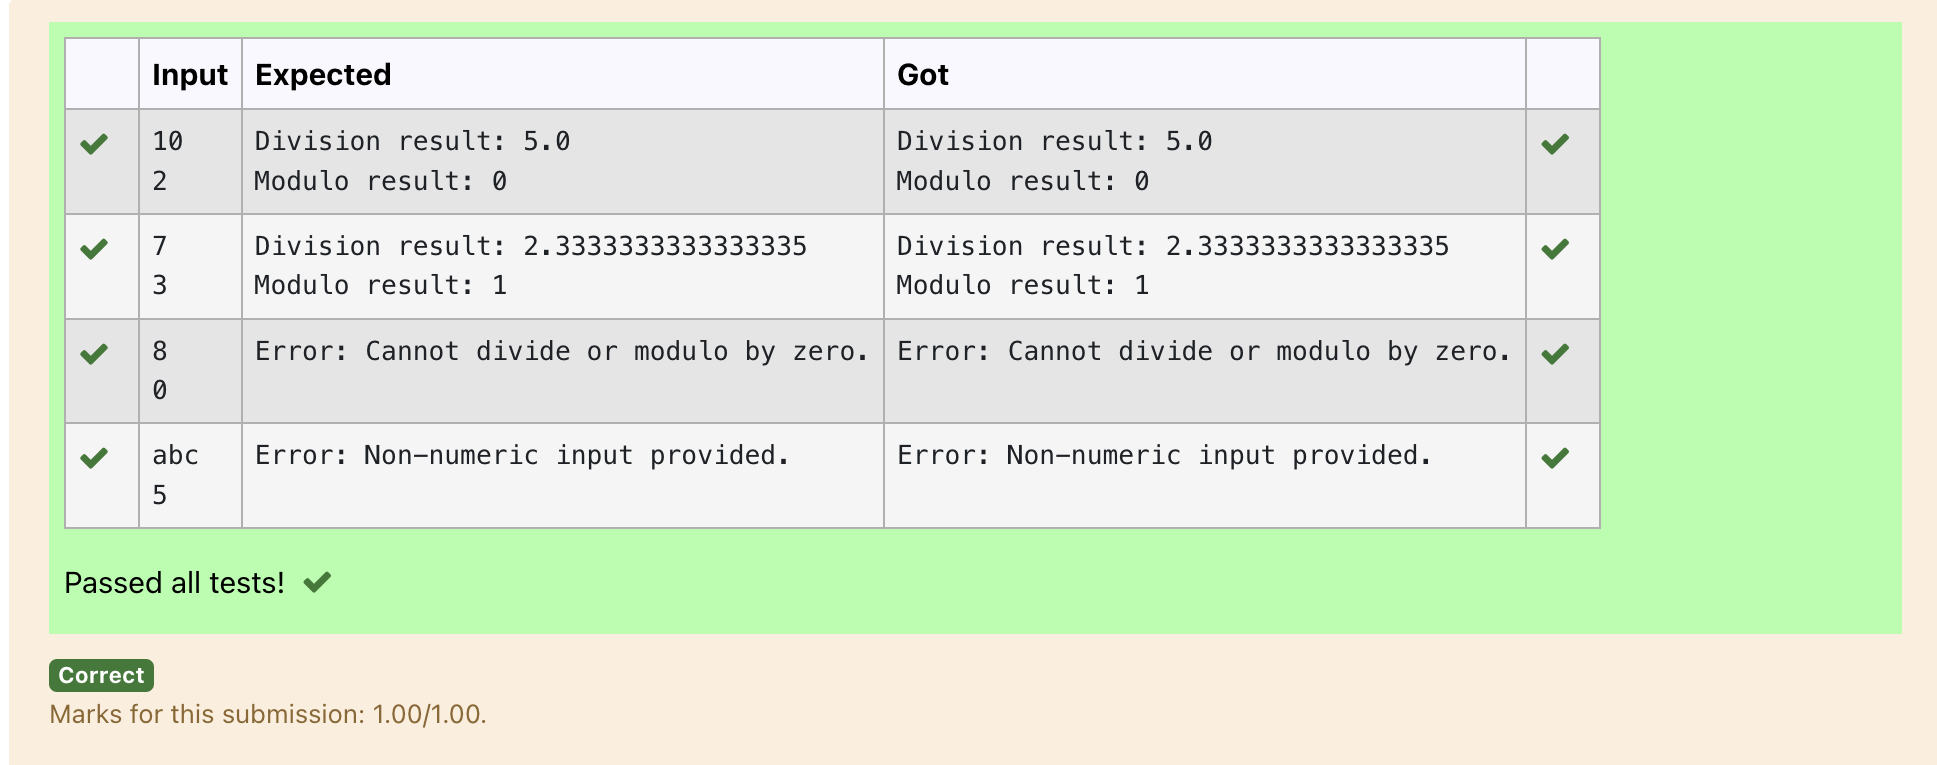 Input Expected Got
10 Division result: 5.0 Division result: 5.0
2 Modulo result: 0 Modulo result: 0
7 Division result: 2.3333333333333335 Division result: 2.3333333333333335
3 Modulo result: 1 Modulo result: 1
8 Error: Cannot divide or modulo by zero. Error: Cannot divide or modulo by zero.
0
abc Error: Non-numeric input provided. Error: Non-numeric input provided.
5
Passed all tests!
Correct
Marks for this submission: 1.00/1.00.